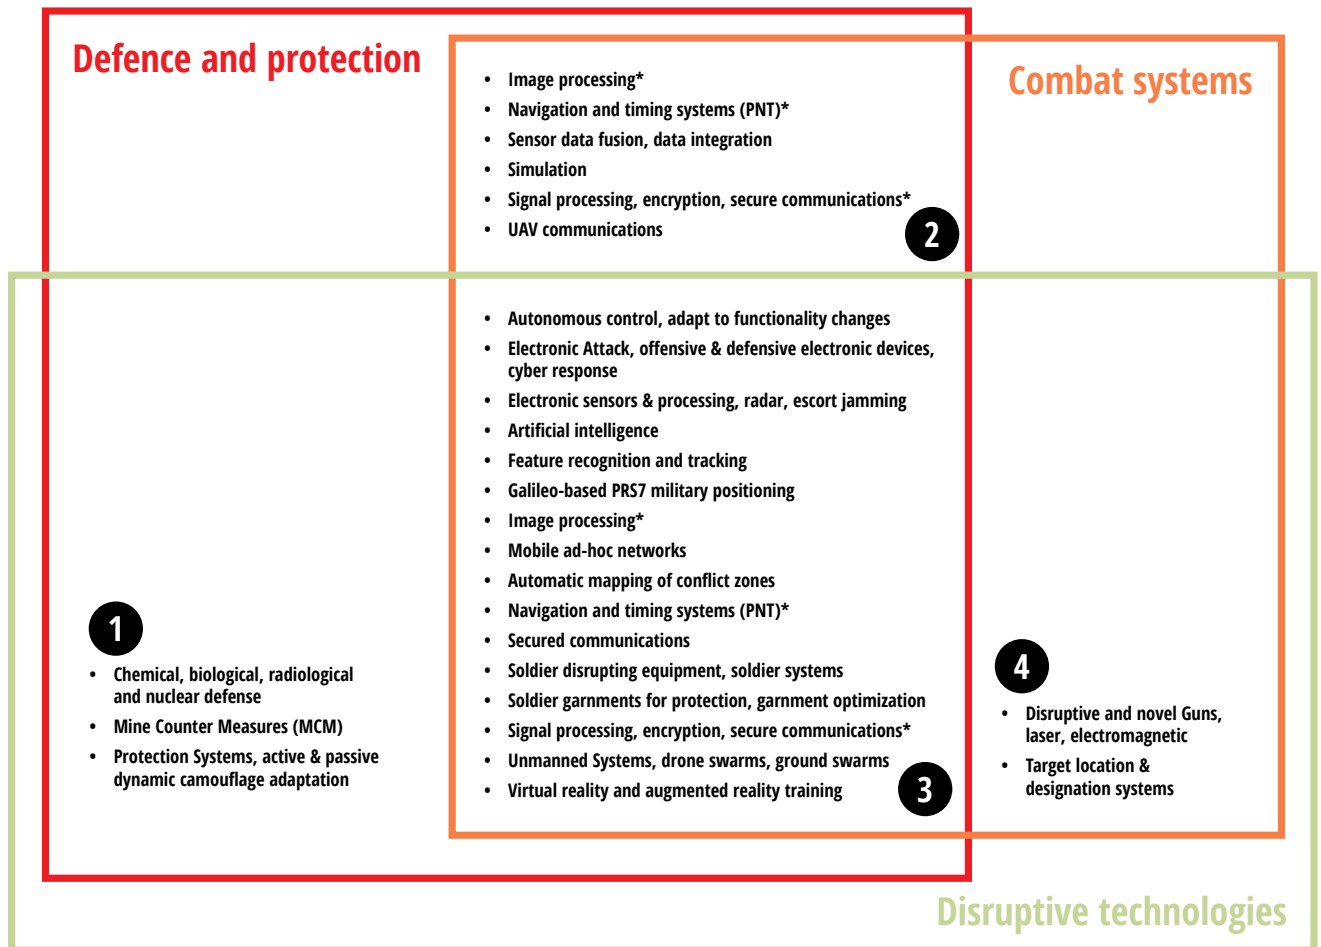 Defence and protection
Combat systems
• Image processing*
• Navigation and timing systems (PNT)*
• Sensor data fusion, data integration
• Simulation
• Signal processing, encryption, secure communications*
• UAV communications
2
• Autonomous control, adapt to functionality changes
• Electronic Attack, offensive & defensive electronic devices,
cyber response
• Electronic sensors & processing, radar, escort jamming
• Artificial intelligence
• Feature recognition and tracking
• Galileo-based PRS7 military positioning
• Image processing*
• Mobile ad-hoc networks
• Automatic mapping of conflict zones
• Navigation and timing systems (PNT)*
• Secured communications
• Soldier disrupting equipment, soldier systems
• Soldier garnments for protection, garnment optimization
• Signal processing, encryption, secure communications*
• Unmanned Systems, drone swarms, ground swarms
• Virtual reality and augmented reality training
3
1
• Chemical, biological, radiological
and nuclear defense
• Mine Counter Measures (MCM)
• Protection Systems, active & passive
dynamic camouflage adaptation
4
• Disruptive and novel Guns,
laser, electromagnetic
• Target location &
designation systems
Disruptive technologies